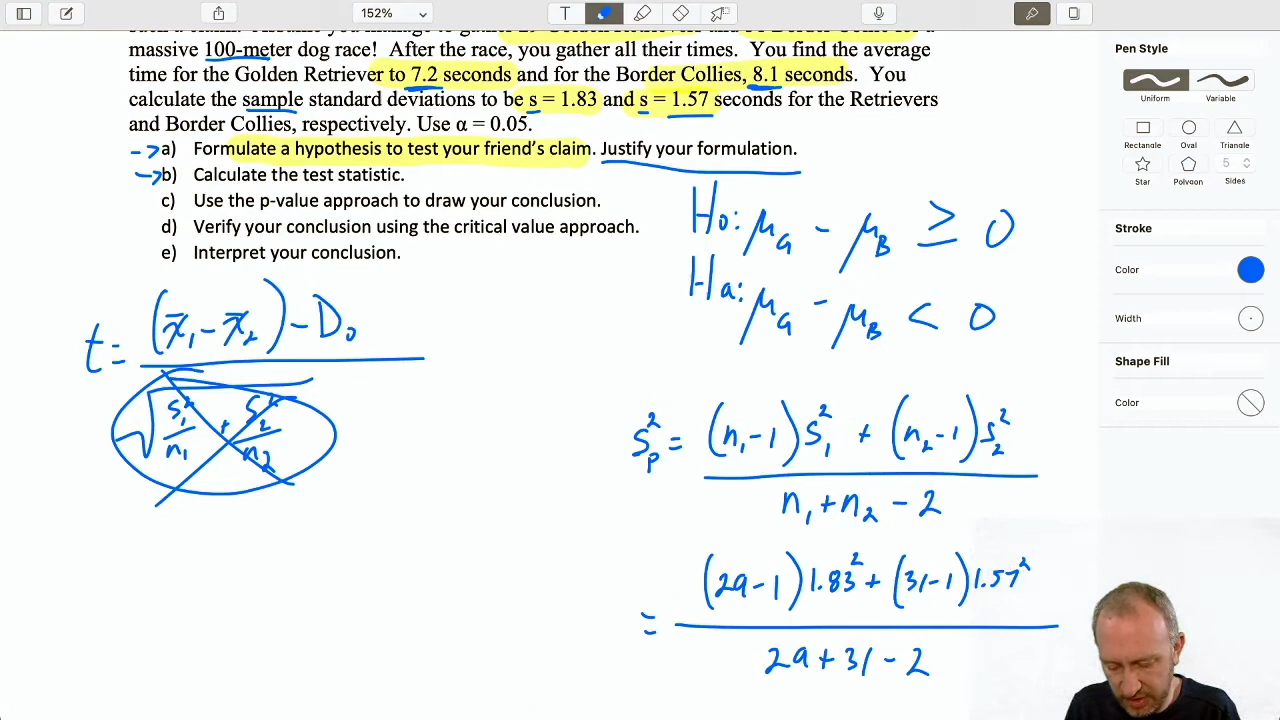 152%
T
Pen Style
Uniform
Variable
Rectangle
Oval
Triangle
Star
Polygon
5
Sides
Stroke
Color
Width
Shape Fill
Color
massive 100-meter dog race! After the race, you gather all their times. You find the average
time for the Golden Retriever to 7.2 seconds and for the Border Collies, 8.1 seconds. You
calculate the sample standard deviations to be s = 1.83 and s = 1.57 seconds for the Retrievers
and Border Collies, respectively. Use α = 0.05.
a) Formulate a hypothesis to test your friend's claim. Justify your formulation.
b) Calculate the test statistic.
c) Use the p-value approach to draw your conclusion.
d) Verify your conclusion using the critical value approach.
e) Interpret your conclusion.
H₀: μ_G - μ_B ≥ 0
Ha: μ_G - μ_B < 0
t = (x̄₁ - x̄₂) - D₀
√ s₁²/n₁ + s₂²/n₂
s_p² = (n₁-1)s₁² + (n₂-1)s₂²
n₁ + n₂ - 2
= (29-1)1.83² + (31-1)1.57²
29 + 31 - 2